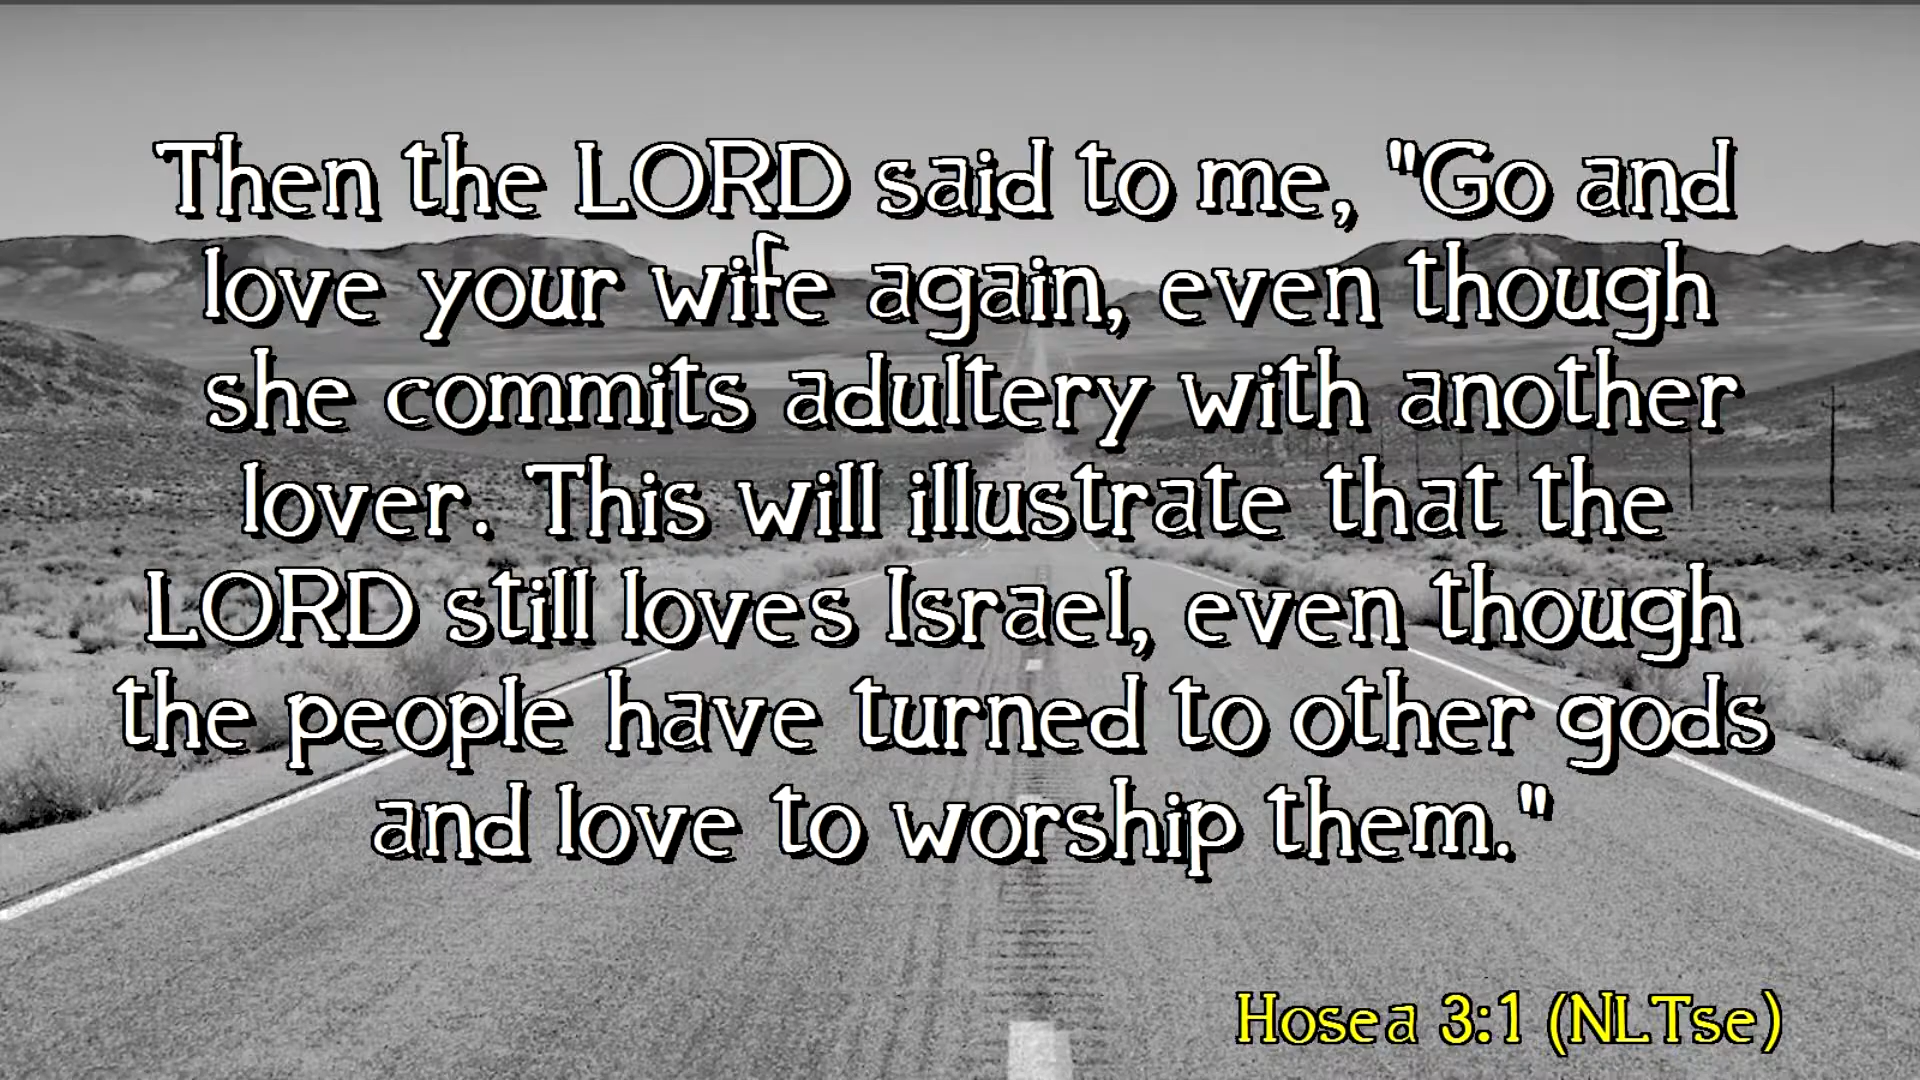 Then the LORD said to me, "Go and
love your wife again, even though
she commits adultery with another
lover. This will illustrate that the
LORD still loves Israel, even though
the people have turned to other gods
and love to worship them."
Hosea 3:1 (NLTse)